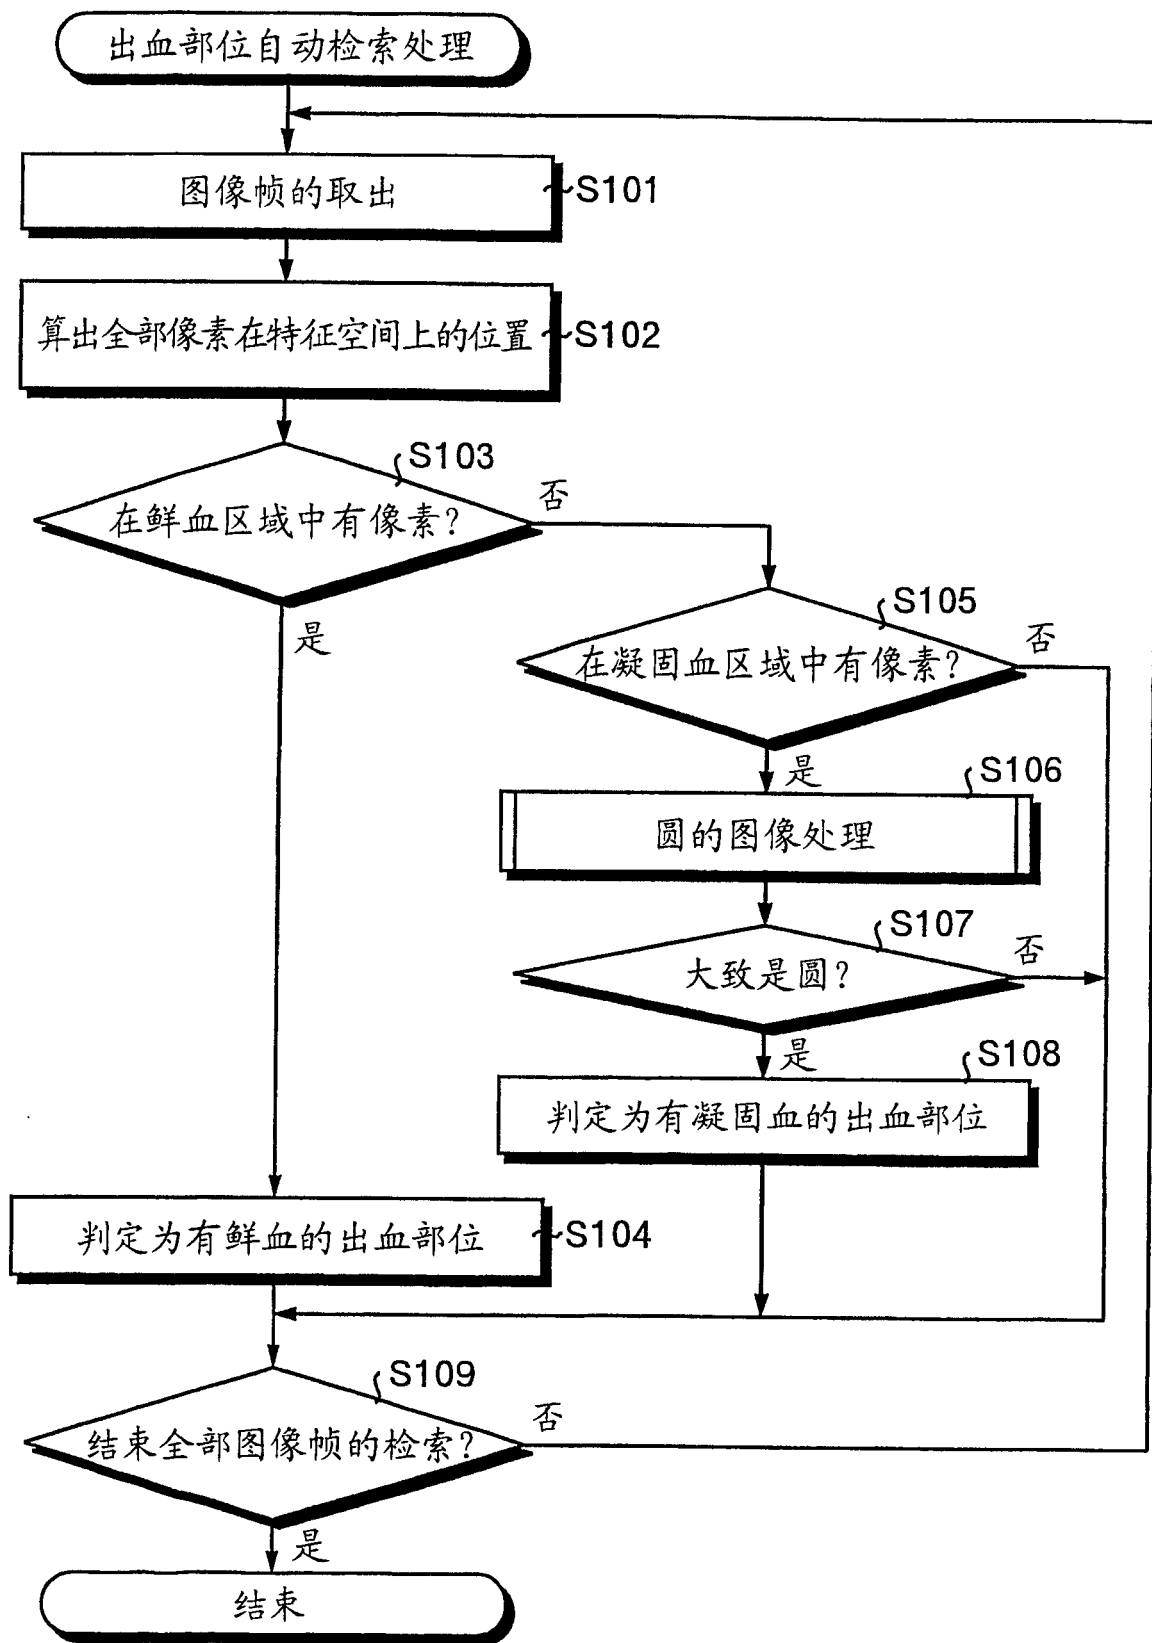 出血部位自动检索处理
图像帧的取出
S101
算出全部像素在特征空间上的位置
S102
S103
在鲜血区域中有像素?
否
是
S105
在凝固血区域中有像素?
否
是
S106
圆的图像处理
S107
大致是圆?
否
是
S108
判定为有凝固血的出血部位
判定为有鲜血的出血部位
S104
S109
结束全部图像帧的检索?
否
是
结束